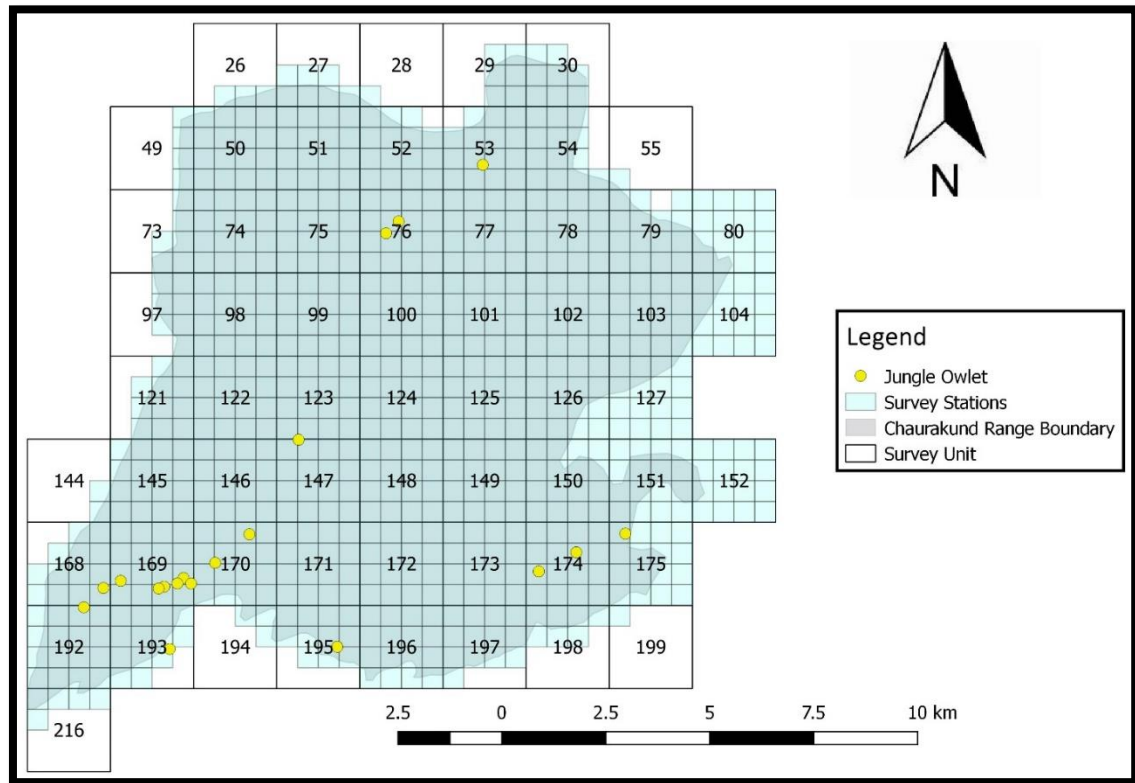 26 27 28 29 30
49 50 51 52 53 54 55
N
73 74 75 76 77 78 79 80
97 98 99 100 101 102 103 104
Legend
Jungle Owlet
Survey Stations
Chaurakund Range Boundary
Survey Unit
121 122 123 124 125 126 127
144 145 146 147 148 149 150 151 152
168 169 170 171 172 173 174 175
192 193 194 195 196 197 198 199
216
2.5 0 2.5 5 7.5 10 km